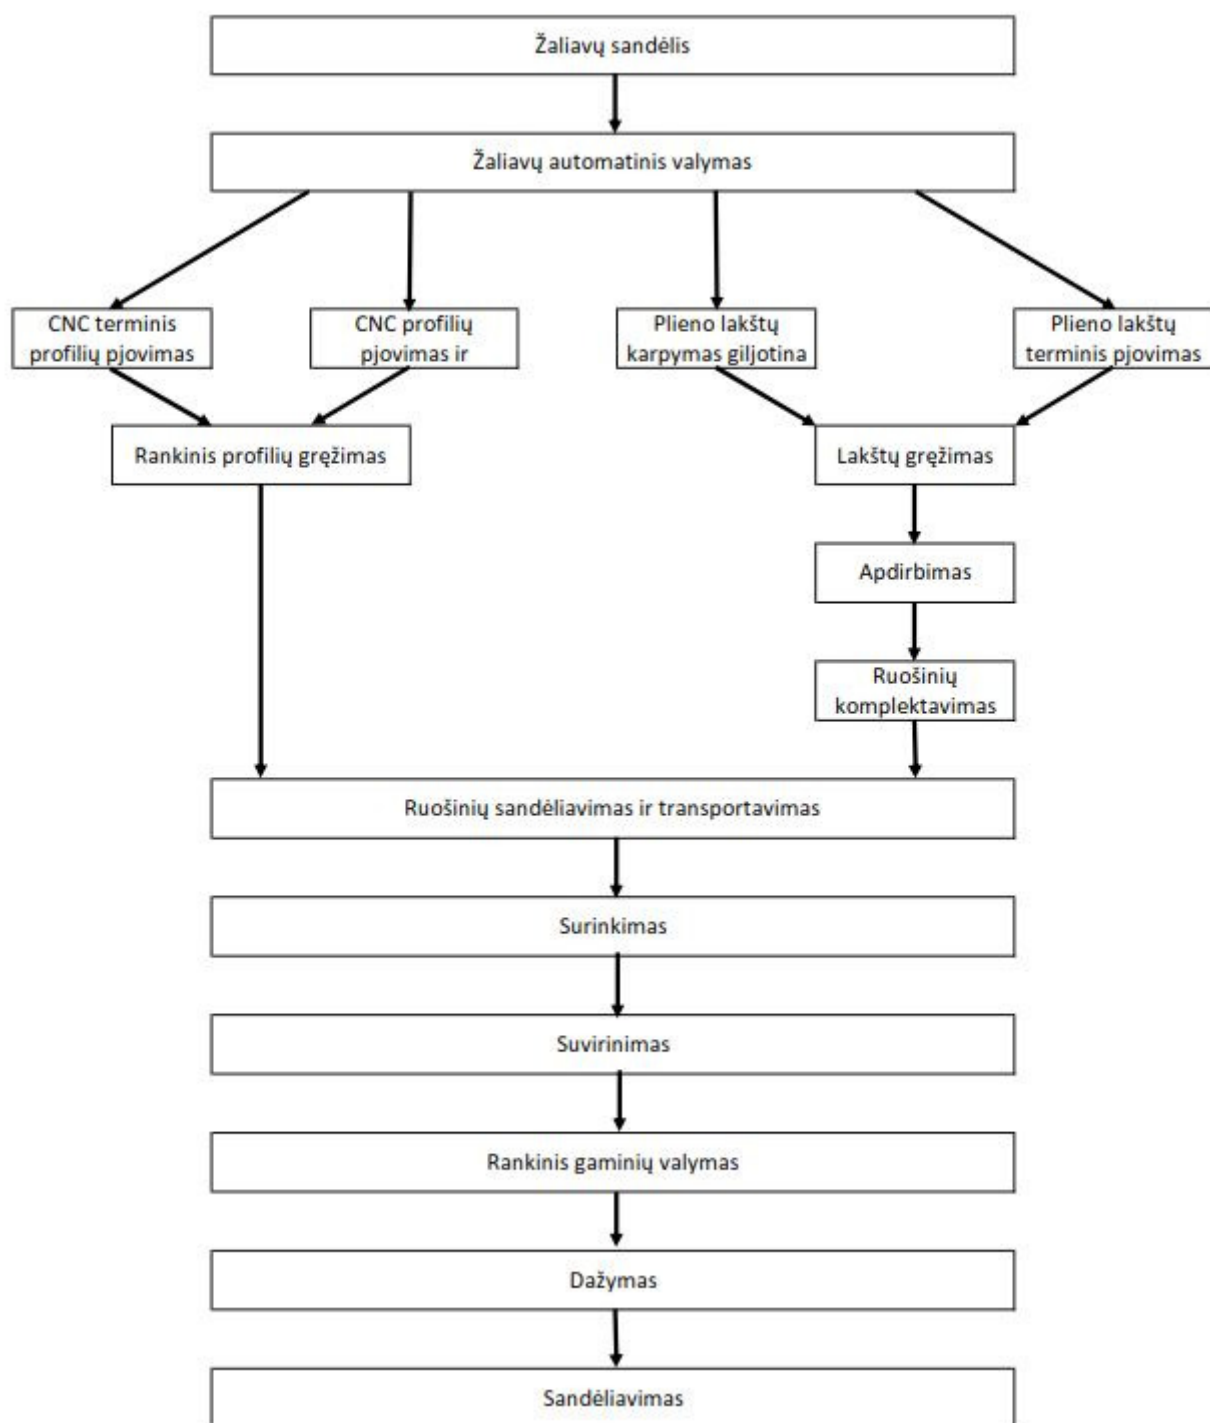 Žaliavų sandėlis
Žaliavų automatinis valymas
CNC terminis
profilių pjovimas
CNC profilių
pjovimas ir
Plieno lakštų
karpymas giljotina
Plieno lakštų
terminis pjovimas
Rankinis profilių gręžimas
Lakštų gręžimas
Apdirbimas
Ruošinių
komplektavimas
Ruošinių sandėliavimas ir transportavimas
Surinkimas
Suvirinimas
Rankinis gaminių valymas
Dažymas
Sandėliavimas